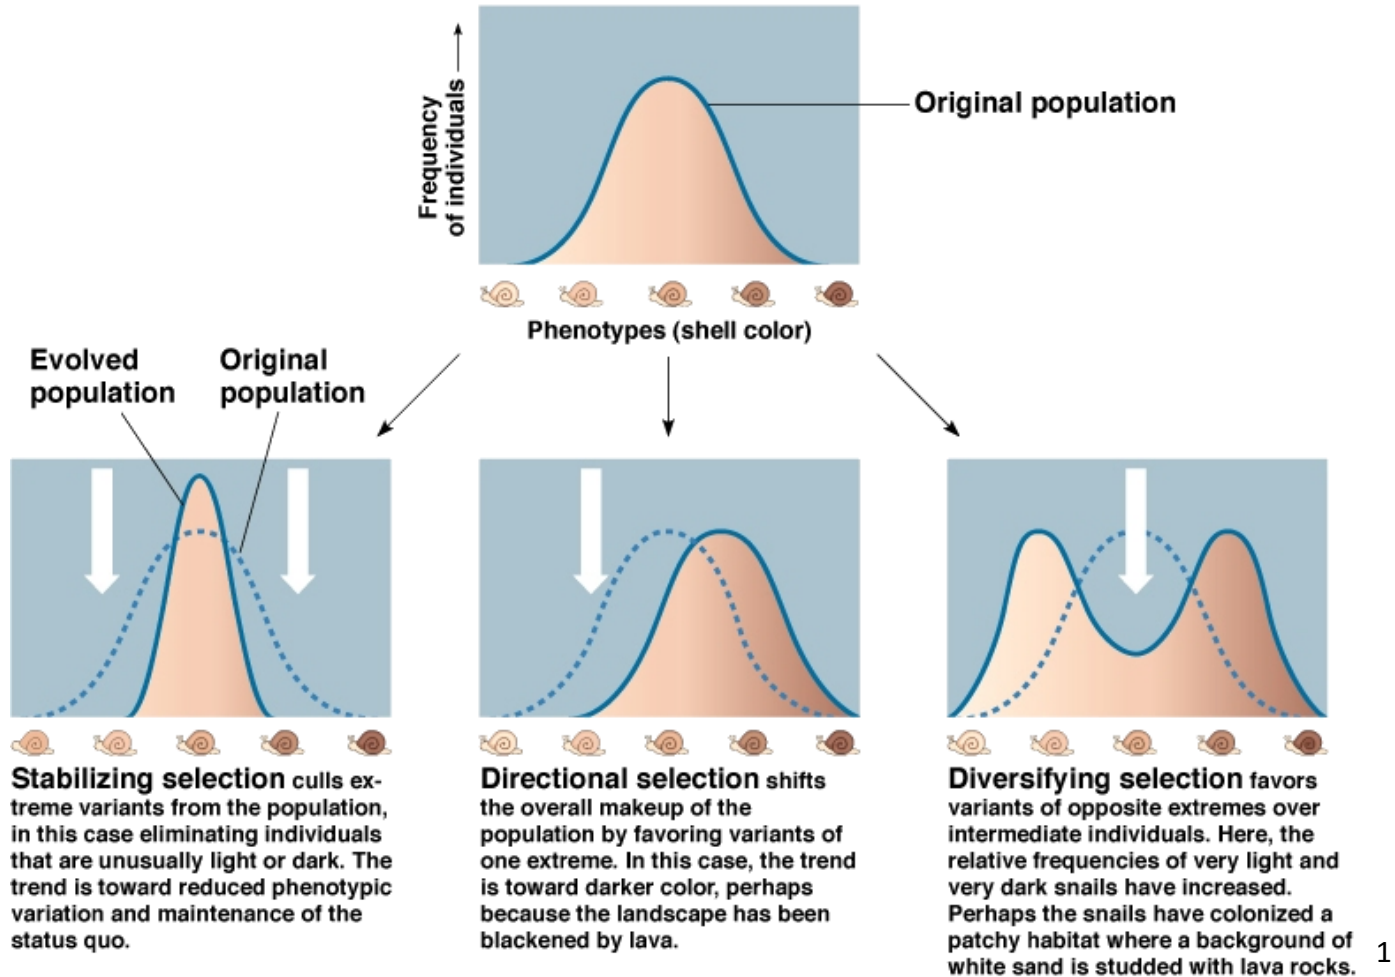 Frequency
of individuals
Original population
Phenotypes (shell color)
Evolved
population
Original
population
Stabilizing selection culls ex-
treme variants from the population,
in this case eliminating individuals
that are unusually light or dark. The
trend is toward reduced phenotypic
variation and maintenance of the
status quo.
Directional selection shifts
the overall makeup of the
population by favoring variants of
one extreme. In this case, the trend
is toward darker color, perhaps
because the landscape has been
blackened by lava.
Diversifying selection favors
variants of opposite extremes over
intermediate individuals. Here, the
relative frequencies of very light and
very dark snails have increased.
Perhaps the snails have colonized a
patchy habitat where a background of
white sand is studded with lava rocks.
1